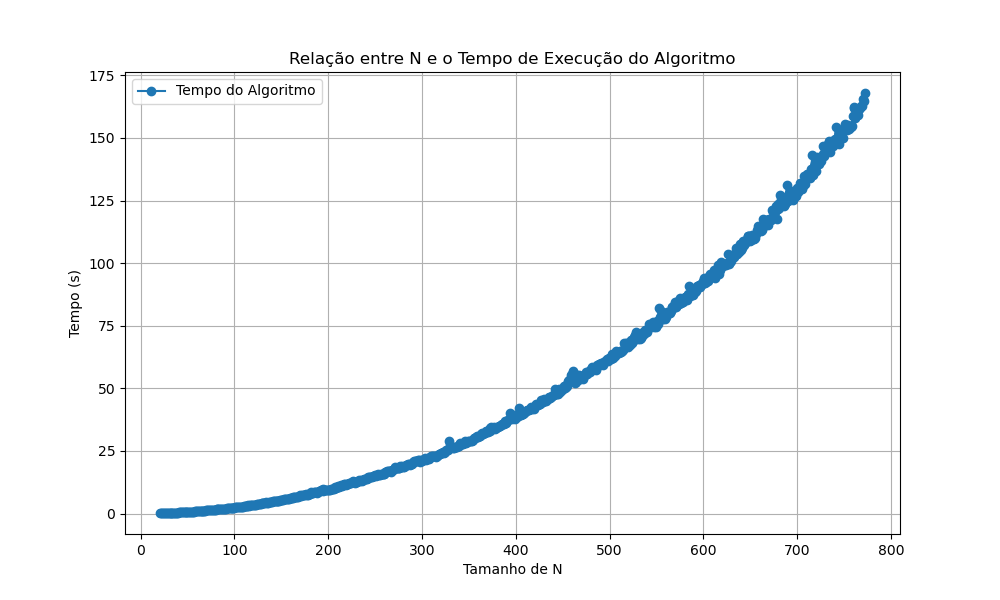 Relação entre N e o Tempo de Execução do Algoritmo
Tempo do Algoritmo
175
150
125
100
75
50
25
0
Tempo (s)
0 100 200 300 400 500 600 700 800
Tamanho de N